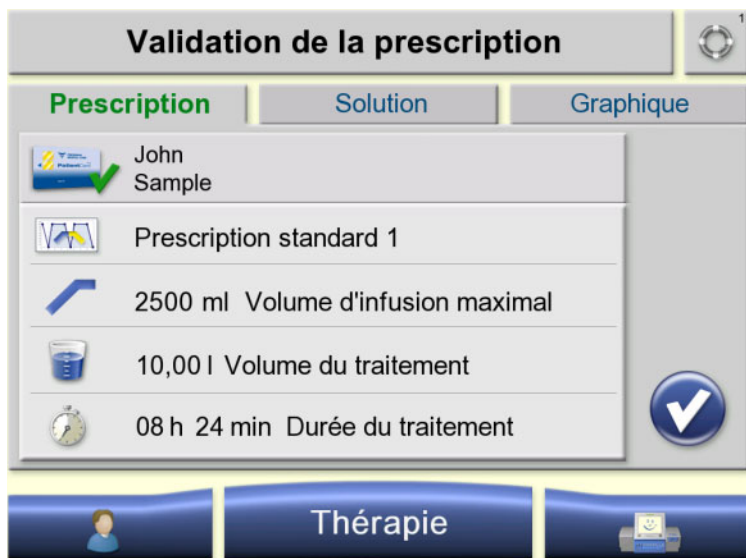 Validation de la prescription
1
Prescription
Solution
Graphique
John
Sample
Prescription standard 1
2500 ml Volume d'infusion maximal
10,00 l Volume du traitement
08 h 24 min Durée du traitement
Thérapie